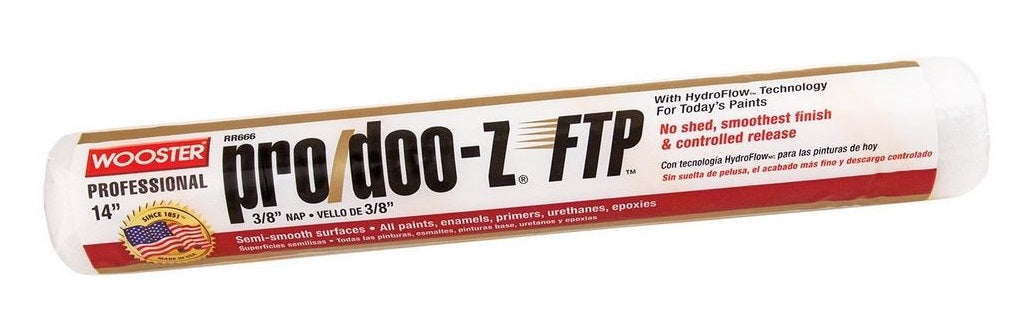 WOOSTER®
PROFESSIONAL
14"
SINCE 1851™
MADE IN USA
RR666
pro/doo-z® FTP™
3/8" NAP • VELLO DE 3/8"
With HydroFlow™ Technology
For Today's Paints
No shed, smoothest finish
& controlled release
Con tecnología HydroFlowMC para las pinturas de hoy
Sin suelta de pelusa, el acabado más fino y descargo controlado
Semi-smooth surfaces • All paints, enamels, primers, urethanes, epoxies
Superficies semilisas • Todas las pinturas, esmaltes, pinturas base, uretanos y epoxias